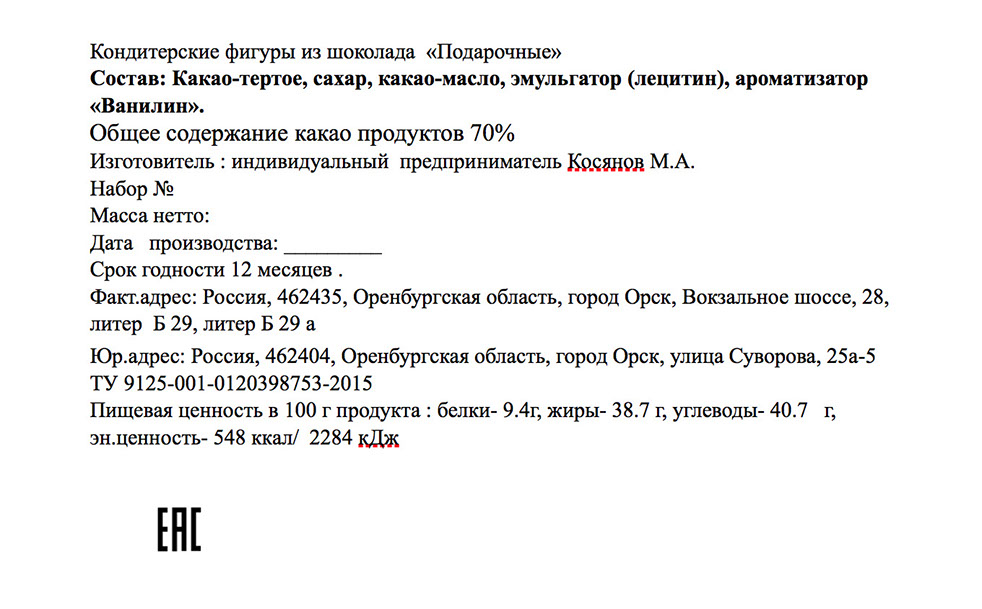 Кондитерские фигуры из шоколада «Подарочные»
Состав: Какао-тертое, сахар, какао-масло, эмульгатор (лецитин), ароматизатор
«Ванилин».
Общее содержание какао продуктов 70%
Изготовитель : индивидуальный предприниматель Косянов М.А.
Набор №
Масса нетто:
Дата производства: _________
Срок годности 12 месяцев .
Факт.адрес: Россия, 462435, Оренбургская область, город Орск, Вокзальное шоссе, 28,
литер Б 29, литер Б 29 а
Юр.адрес: Россия, 462404, Оренбургская область, город Орск, улица Суворова, 25а-5
ТУ 9125-001-0120398753-2015
Пищевая ценность в 100 г продукта : белки- 9.4г, жиры- 38.7 г, углеводы- 40.7 г,
эн.ценность- 548 ккал/ 2284 кДж
ЕАС